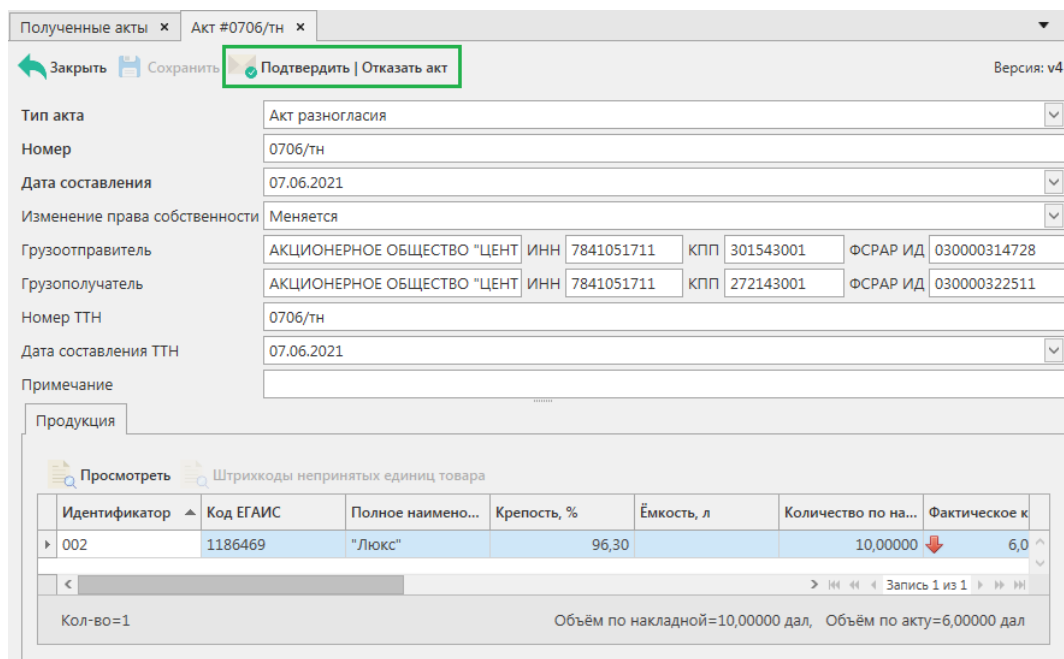 Полученные акты × Акт #0706/тн ×
Закрыть Сохранить Подтвердить | Отказать акт Версия: v4
Тип акта Акт разногласия
Номер 0706/тн
Дата составления 07.06.2021
Изменение права собственности Меняется
Грузоотправитель АКЦИОНЕРНОЕ ОБЩЕСТВО "ЦЕНТ ИНН 7841051711 КПП 301543001 ФСРАР ИД 030000314728
Грузополучатель АКЦИОНЕРНОЕ ОБЩЕСТВО "ЦЕНТ ИНН 7841051711 КПП 272143001 ФСРАР ИД 030000322511
Номер ТТН 0706/тн
Дата составления ТТН 07.06.2021
Примечание
Продукция
Просмотреть Штрихкоды непринятых единиц товара
Идентификатор Код ЕГАИС Полное наимено... Крепость, % Ёмкость, л Количество по на... Фактическое к
002 1186469 "Люкс" 96,30 10,00000 6,0
Запись 1 из 1
Кол-во=1 Объём по накладной=10,00000 дал, Объём по акту=6,00000 дал